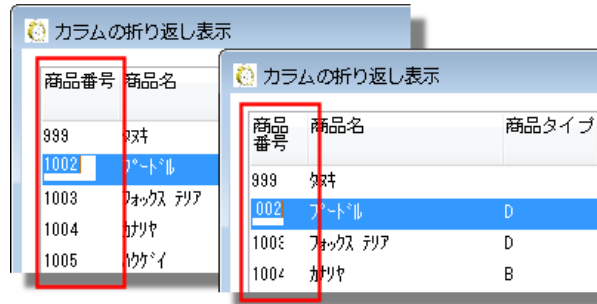 カラムの折り返し表示
商品番号 商品名
999 ﾀﾇｷ
1002 ﾌﾟｰﾄﾞﾙ
1003 ﾌｫｯｸｽ ﾃﾘｱ
1004 ｶﾅﾘﾔ
1005 ﾊｸｹﾞｲ
カラムの折り返し表示
商品
番号 商品名 商品タイプ
999 ﾀﾇｷ
002 ﾌﾟｰﾄﾞﾙ D
1003 ﾌｫｯｸｽ ﾃﾘｱ D
1004 ｶﾅﾘﾔ B